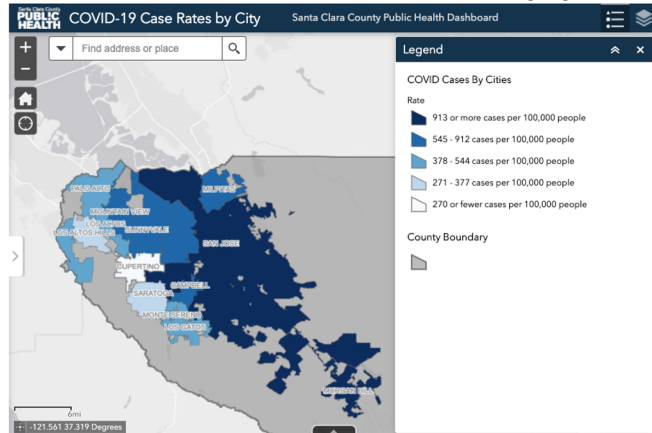 Santa Clara County
PUBLIC
HEALTH
COVID-19 Case Rates by City
Santa Clara County Public Health Dashboard
Find address or place
Legend
COVID Cases By Cities
Rate
913 or more cases per 100,000 people
545 - 912 cases per 100,000 people
378 - 544 cases per 100,000 people
271 - 377 cases per 100,000 people
270 or fewer cases per 100,000 people
County Boundary
PALO ALTO
MILPITAS
MOUNTAIN VIEW
LOS ALTOS
LOS ALTOS HILLS
SUNNYVALE
SAN JOSE
CUPERTINO
CAMPBELL
SARATOGA
MONTE SERENO
LOS GATOS
MORGAN HILL
6mi
-121.561 37.319 Degrees